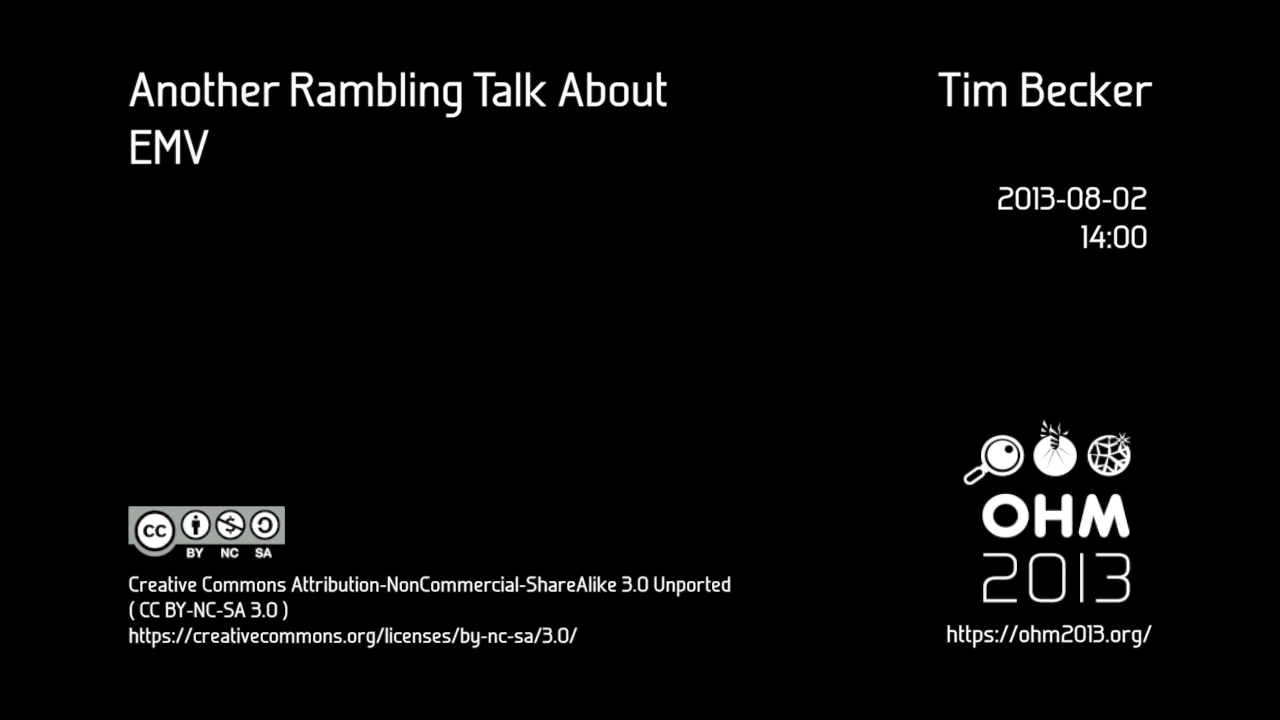 Another Rambling Talk About
EMV
Tim Becker
2013-08-02
14:00
CC
BY NC SA
Creative Commons Attribution-NonCommercial-ShareAlike 3.0 Unported
( CC BY-NC-SA 3.0 )
https://creativecommons.org/licenses/by-nc-sa/3.0/
OHM
2013
https://ohm2013.org/